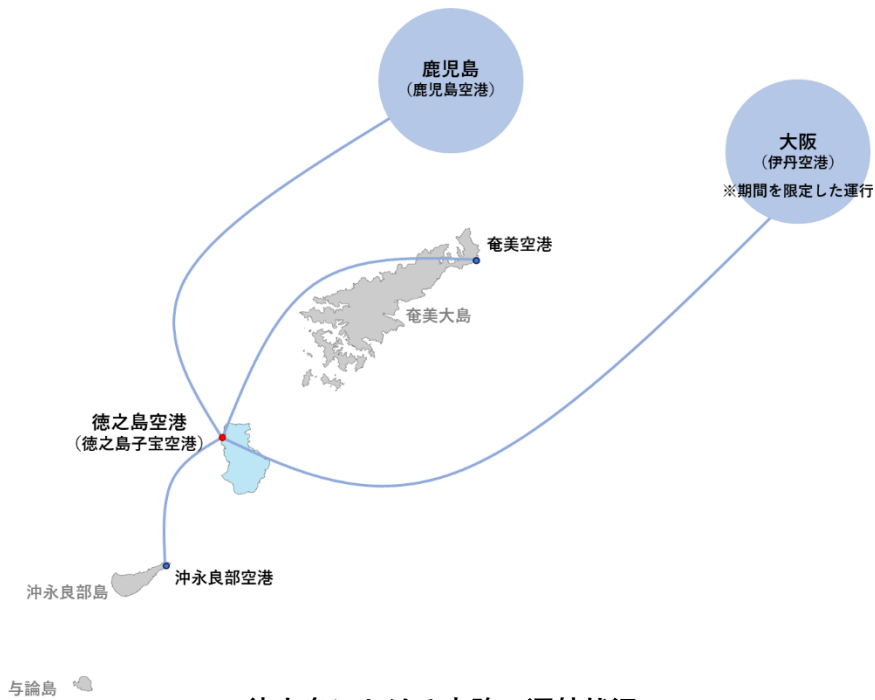 鹿児島
（鹿児島空港）
大阪
（伊丹空港）
※期間を限定した運行
奄美空港
奄美大島
徳之島空港
（徳之島子宝空港）
沖永良部空港
沖永良部島
与論島